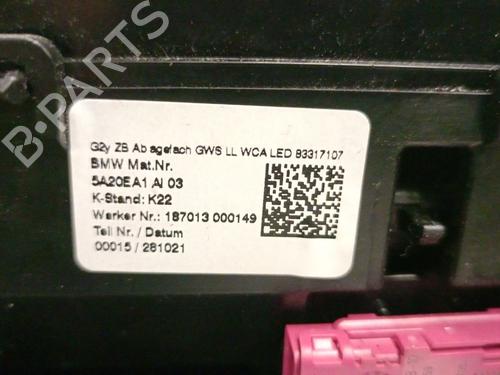 B-PARTS
G2y ZB Ablagefach GWS LL WCA LED 83317107
BMW Mat.Nr.
5A20EA1 AI 03
K-Stand: K22
Werker Nr.: 187013 000149
Teil Nr. / Datum
00015 / 281021